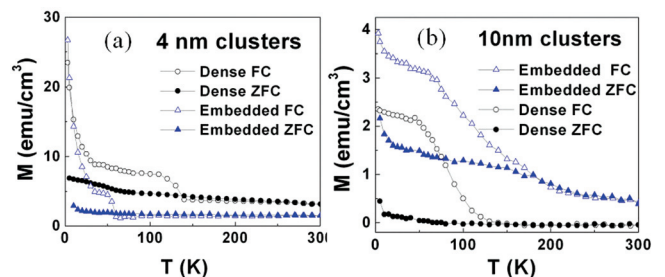 (a)
4 nm clusters
Dense FC
Dense ZFC
Embedded FC
Embedded ZFC
M (emu/cm³)
30
20
10
0
0
100
200
300
T (K)
(b)
10nm clusters
Embedded FC
Embedded ZFC
Dense FC
Dense ZFC
M (emu/cm³)
4
2
0
0
100
200
300
T (K)